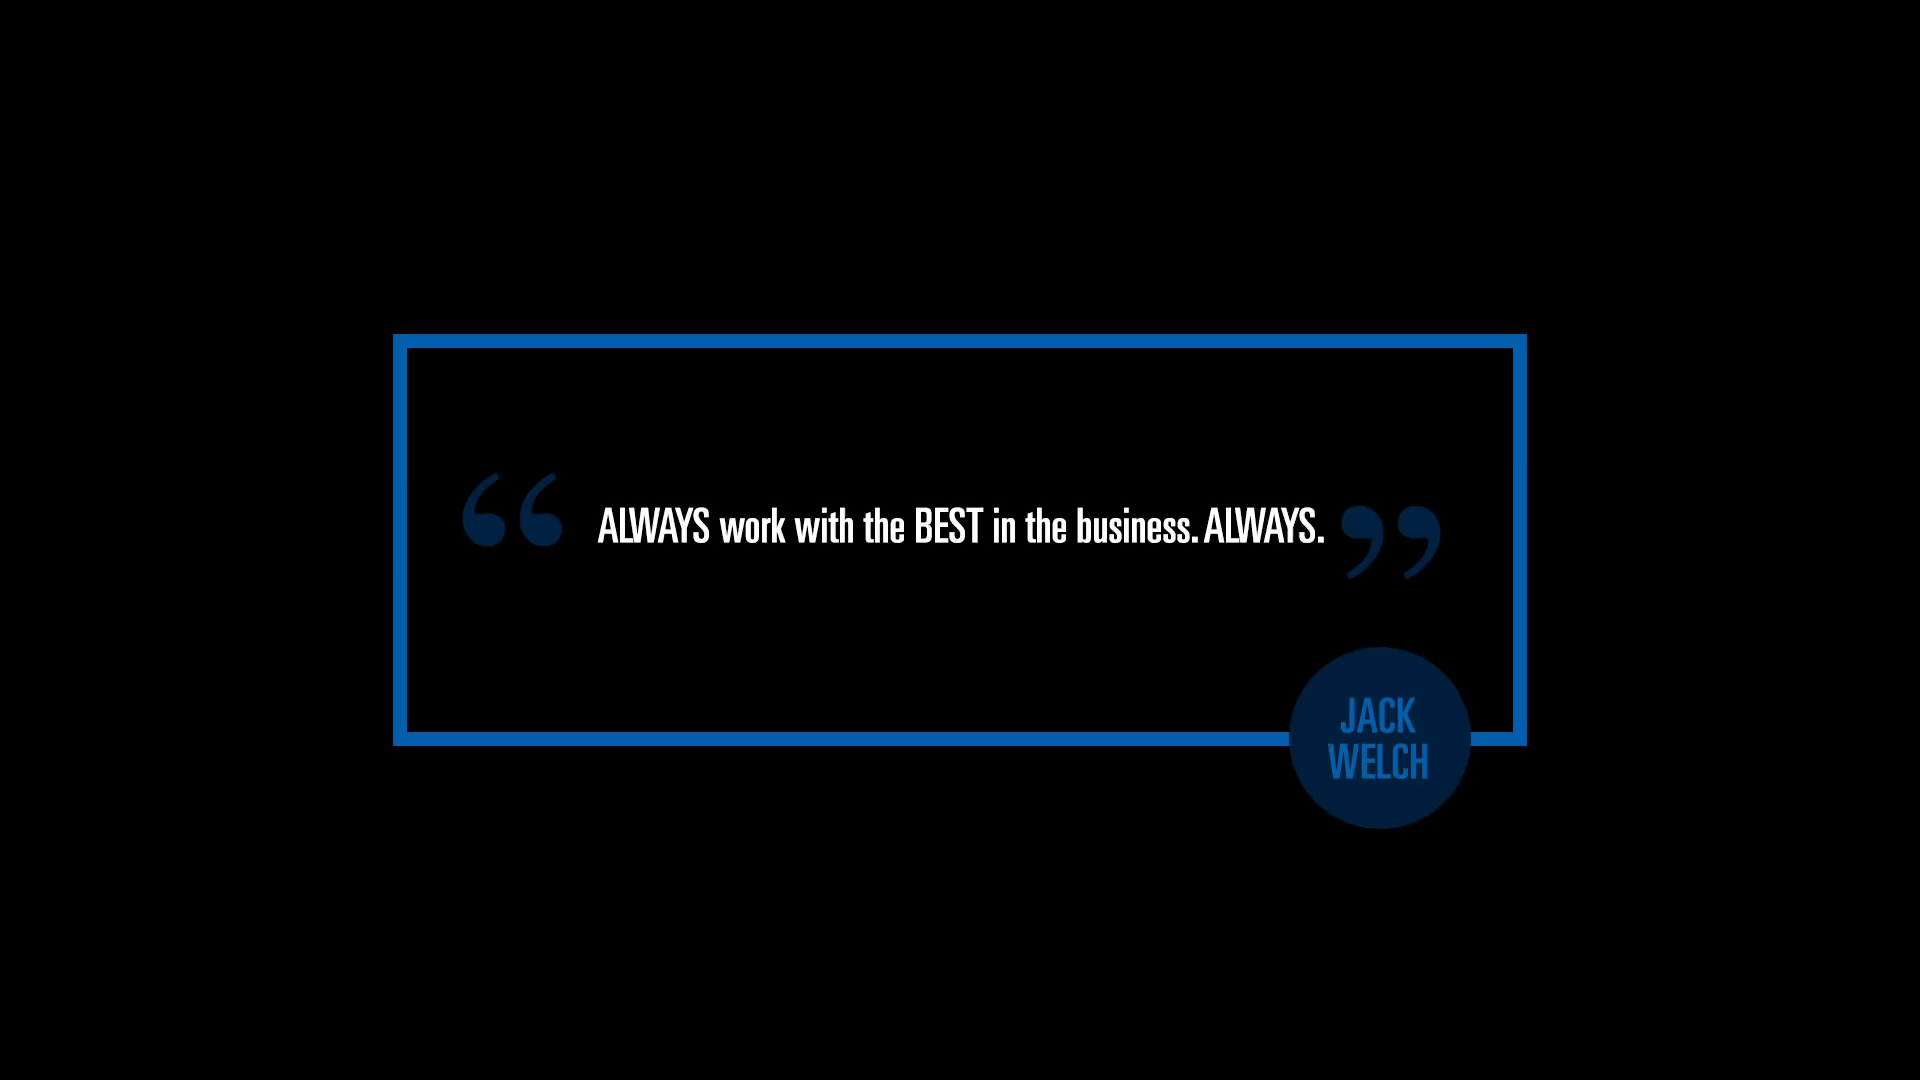 “ ALWAYS work with the BEST in the business. ALWAYS. ”
JACK
WELCH